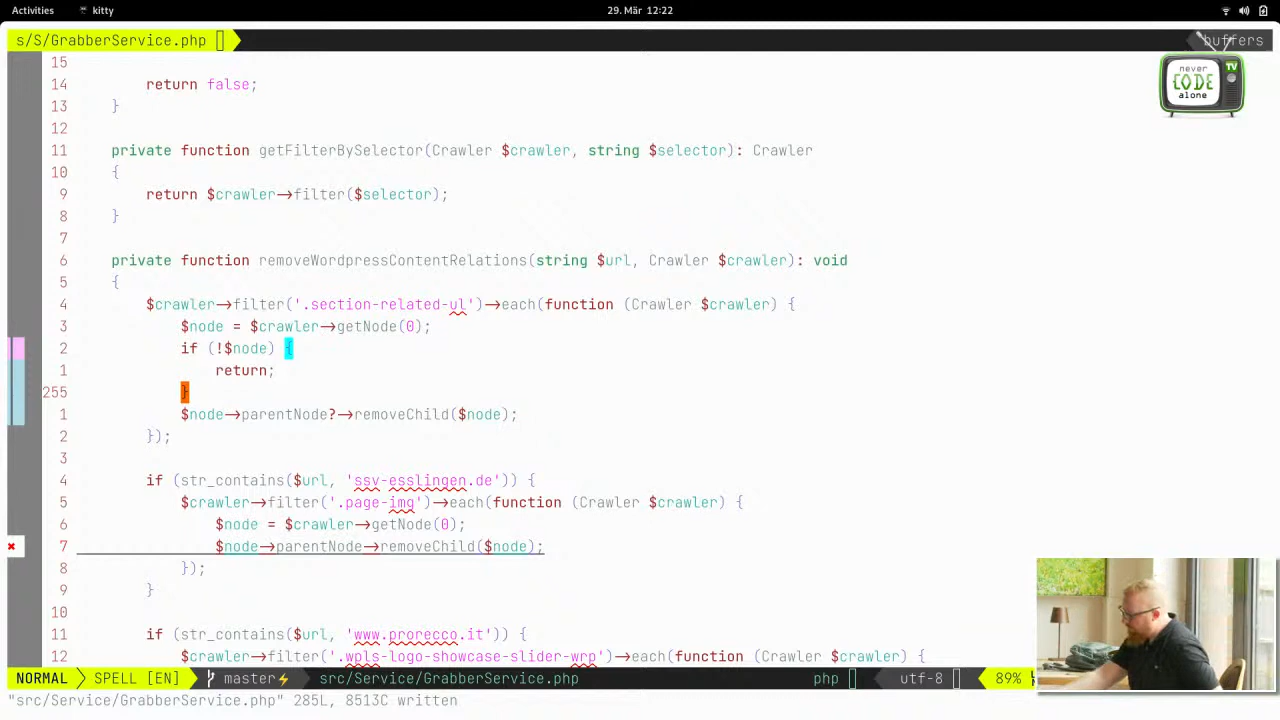 Activities kitty 29. Mär 12:22
s/S/GrabberService.php buffers
never CODE alone TV
15
14 return false;
13 }
12
11 private function getFilterBySelector(Crawler $crawler, string $selector): Crawler
10 {
9 return $crawler->filter($selector);
8 }
7
6 private function removeWordpressContentRelations(string $url, Crawler $crawler): void
5 {
4 $crawler->filter('.section-related-ul')->each(function (Crawler $crawler) {
3 $node = $crawler->getNode(0);
2 if (!$node) {
1 return;
255 }
1 $node->parentNode?->removeChild($node);
2 });
3
4 if (str_contains($url, 'ssv-esslingen.de')) {
5 $crawler->filter('.page-img')->each(function (Crawler $crawler) {
6 $node = $crawler->getNode(0);
7 $node->parentNode->removeChild($node);
8 });
9 }
10
11 if (str_contains($url, 'www.prorecco.it')) {
12 $crawler->filter('.wpls-logo-showcase-slider-wrp')->each(function (Crawler $crawler) {
NORMAL SPELL [EN] master⚡ src/Service/GrabberService.php php utf-8 89%
"src/Service/GrabberService.php" 285L, 8513C written